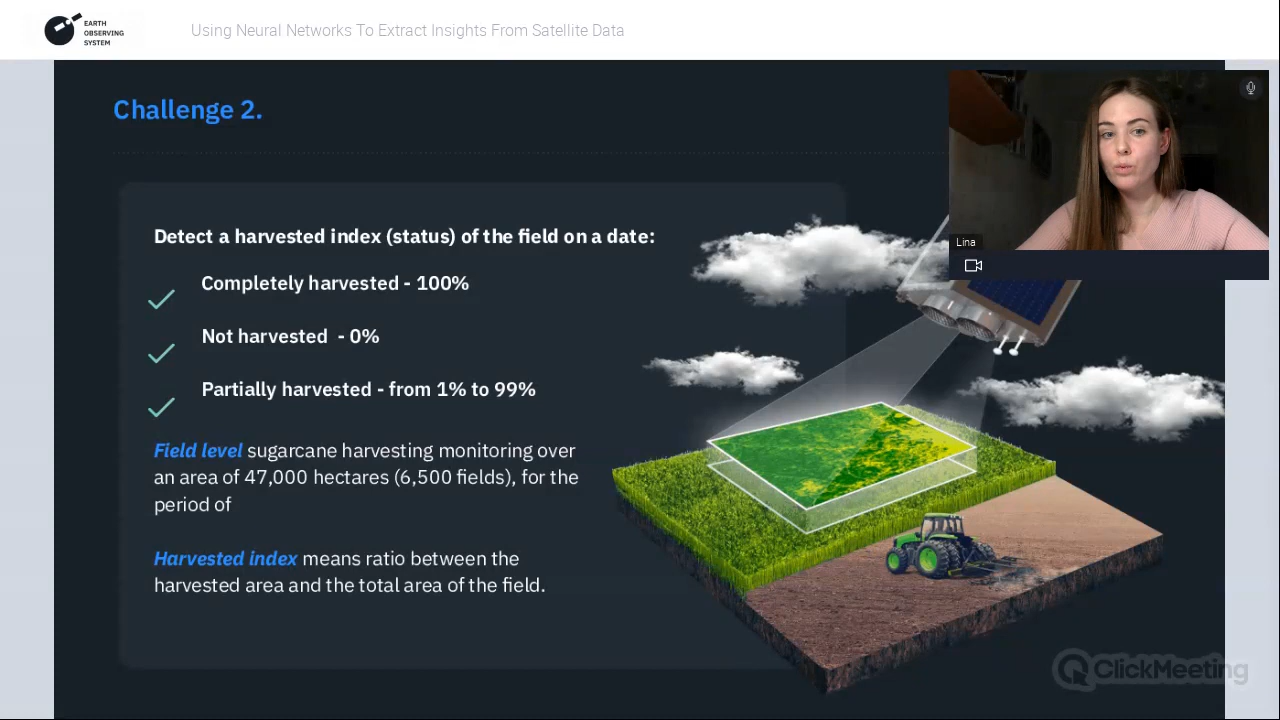 EARTH
OBSERVING
SYSTEM
Using Neural Networks To Extract Insights From Satellite Data
Challenge 2.
Lina
Detect a harvested index (status) of the field on a date:
Completely harvested - 100%
Not harvested - 0%
Partially harvested - from 1% to 99%
Field level sugarcane harvesting monitoring over
an area of 47,000 hectares (6,500 fields), for the
period of
Harvested index means ratio between the
harvested area and the total area of the field.
ClickMeeting